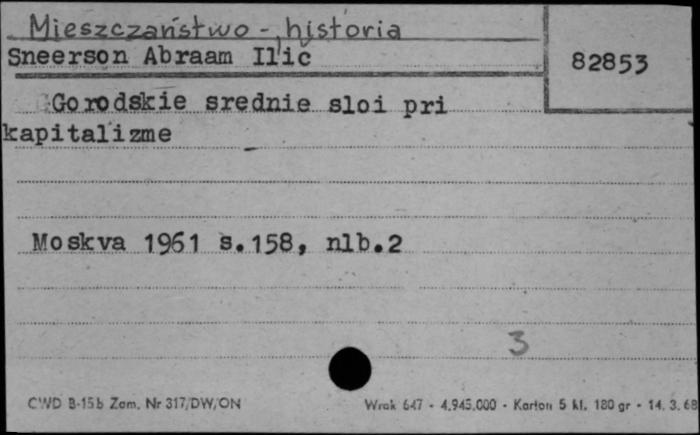 Mieszczaństwo - historia
Sneerson Abraam Il'ič
82853
Gorodskie srednie sloi pri
kapitalizme
Moskva 1961 s.158, nlb.2
3
CWD B-15b Zam. Nr 317/DW/ON
Wrak 647 - 4.945.000 - Karton 5 kl. 180 gr - 14. 3. 68